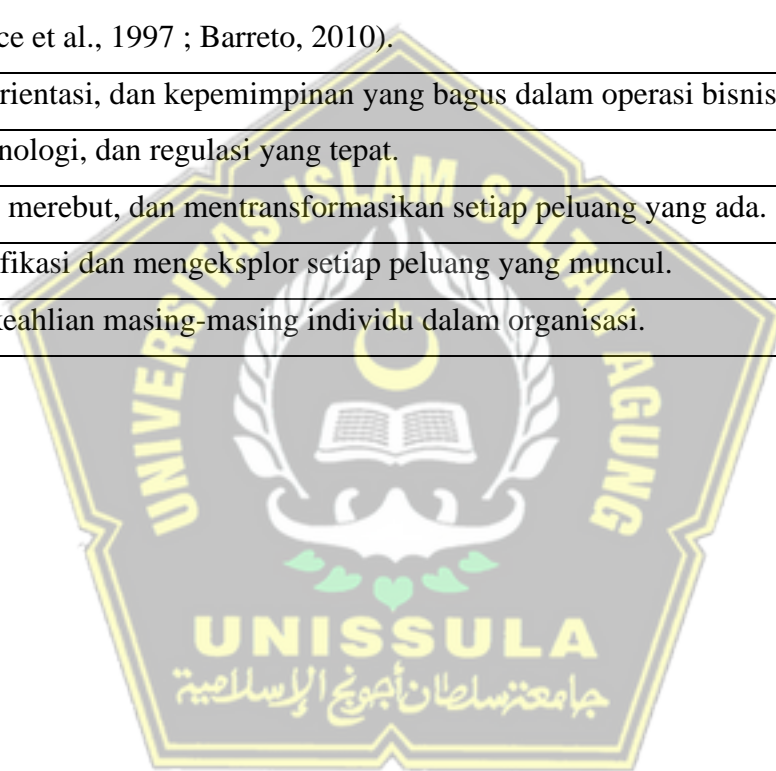 ce et al., 1997 ; Barreto, 2010).
rientasi, dan kepemimpinan yang bagus dalam operasi bisnis
nologi, dan regulasi yang tepat.
merebut, dan mentransformasikan setiap peluang yang ada.
fikasi dan mengeksplor setiap peluang yang muncul.
keahlian masing-masing individu dalam organisasi.
UNIVERSITAS ISLAM SULTAN AGUNG
UNISSULA
جامعة سلطان أجونج الإسلامية